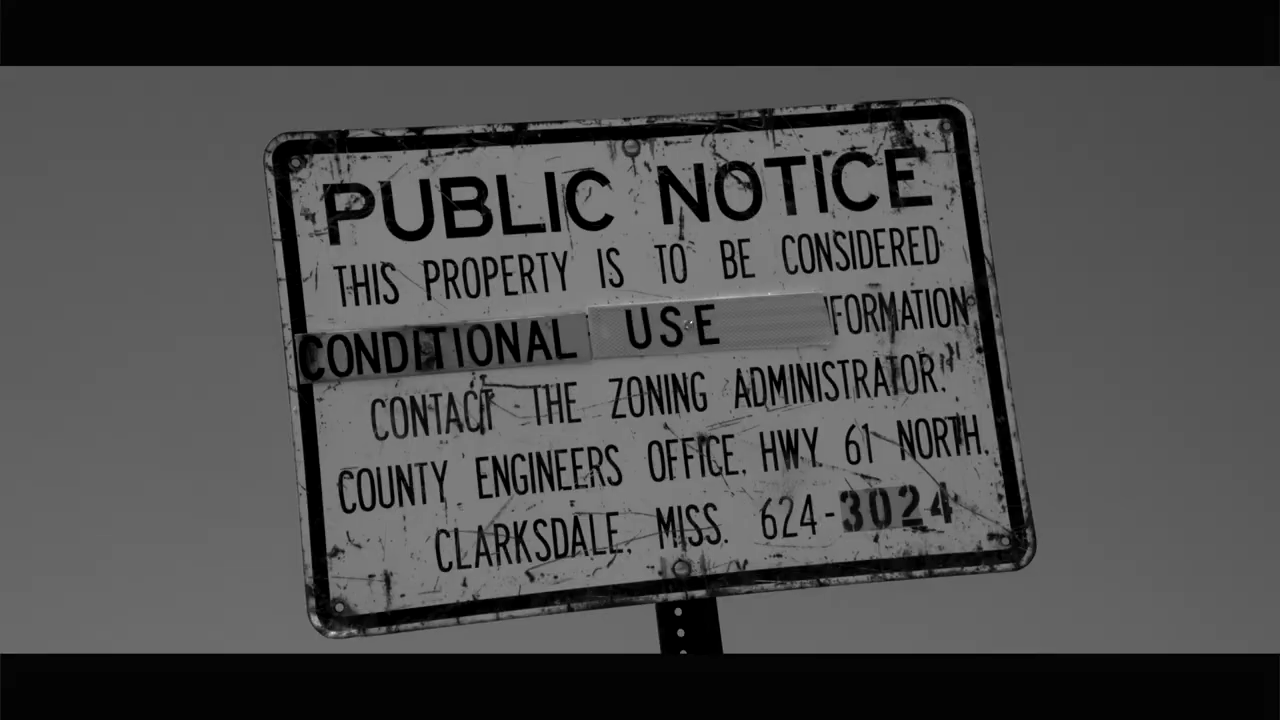 PUBLIC NOTICE
THIS PROPERTY IS TO BE CONSIDERED
CONDITIONAL USE NFORMATION
CONTACT THE ZONING ADMINISTRATOR."
COUNTY ENGINEERS OFFICE. HWY. 61 NORTH.
CLARKSDALE, MISS. 624-3024